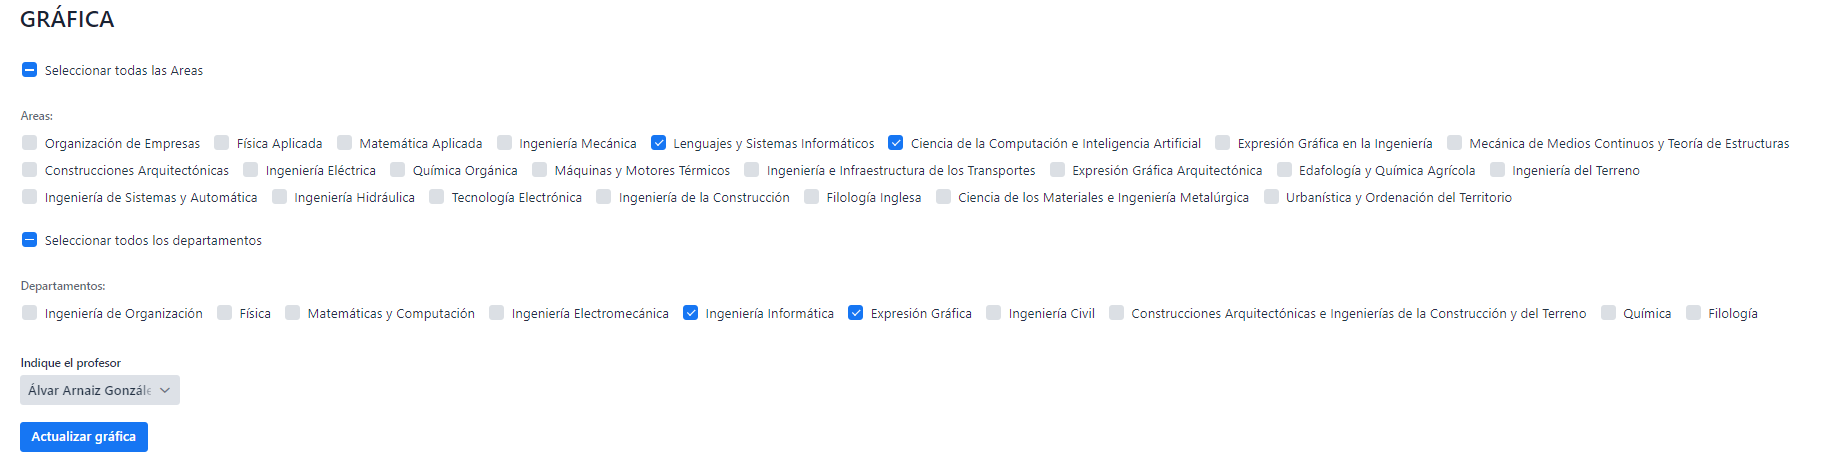 GRÁFICA
Seleccionar todas las Areas
Areas:
Organización de Empresas Física Aplicada Matemática Aplicada Ingeniería Mecánica Lenguajes y Sistemas Informáticos Ciencia de la Computación e Inteligencia Artificial Expresión Gráfica en la Ingeniería Mecánica de Medios Continuos y Teoría de Estructuras
Construcciones Arquitectónicas Ingeniería Eléctrica Química Orgánica Máquinas y Motores Térmicos Ingeniería e Infraestructura de los Transportes Expresión Gráfica Arquitectónica Edafología y Química Agrícola Ingeniería del Terreno
Ingeniería de Sistemas y Automática Ingeniería Hidráulica Tecnología Electrónica Ingeniería de la Construcción Filología Inglesa Ciencia de los Materiales e Ingeniería Metalúrgica Urbanística y Ordenación del Territorio
Seleccionar todos los departamentos
Departamentos:
Ingeniería de Organización Física Matemáticas y Computación Ingeniería Electromecánica Ingeniería Informática Expresión Gráfica Ingeniería Civil Construcciones Arquitectónicas e Ingenierías de la Construcción y del Terreno Química Filología
Indique el profesor
Álvar Arnaiz Gonzále
Actualizar gráfica